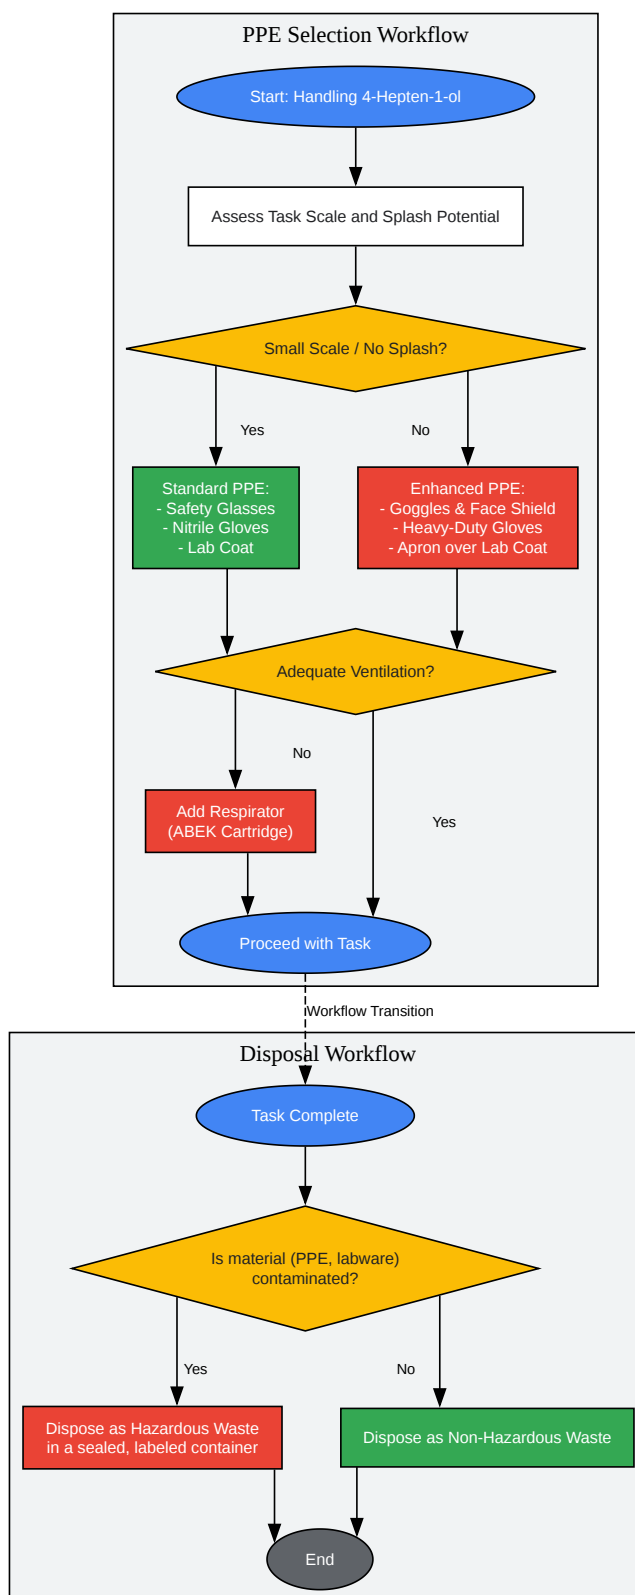 PPE Selection Workflow
Start: Handling 4-Hepten-1-ol
Assess Task Scale and Splash Potential
Small Scale / No Splash?
Yes
No
Standard PPE:
- Safety Glasses
- Nitrile Gloves
- Lab Coat
Enhanced PPE:
- Goggles & Face Shield
- Heavy-Duty Gloves
- Apron over Lab Coat
Adequate Ventilation?
No
Add Respirator
(ABEK Cartridge)
Yes
Proceed with Task
Workflow Transition
Disposal Workflow
Task Complete
Is material (PPE, labware)
contaminated?
Yes
No
Dispose as Hazardous Waste
in a sealed, labeled container
Dispose as Non-Hazardous Waste
End